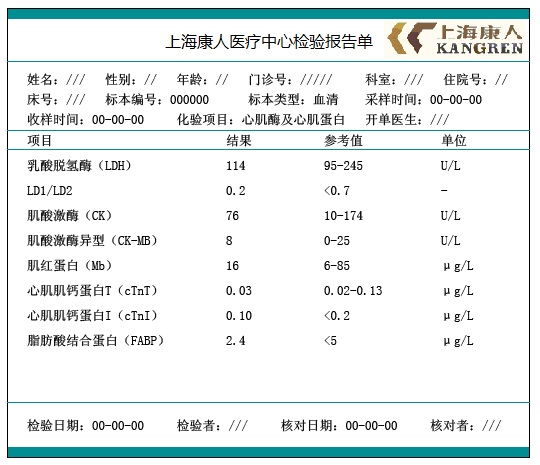 上海康人医疗中心检验报告单
上海康人
KANGREN
姓名：/// 性别：// 年龄：// 门诊号：///// 科室：/// 住院号：//
床号：/// 标本编号：000000 标本类型：血清 采样时间：00-00-00
收样时间：00-00-00 化验项目：心肌酶及心肌蛋白 开单医生：///
项目 结果 参考值 单位
乳酸脱氢酶（LDH） 114 95-245 U/L
LD1/LD2 0.2 <0.7 -
肌酸激酶（CK） 76 10-174 U/L
肌酸激酶异型（CK-MB） 8 0-25 U/L
肌红蛋白（Mb） 16 6-85 μg/L
心肌肌钙蛋白T（cTnT） 0.03 0.02-0.13 μg/L
心肌肌钙蛋白I（cTnI） 0.10 <0.2 μg/L
脂肪酸结合蛋白（FABP） 2.4 <5 μg/L
检验日期：00-00-00 检验者：/// 核对日期：00-00-00 核对者：///